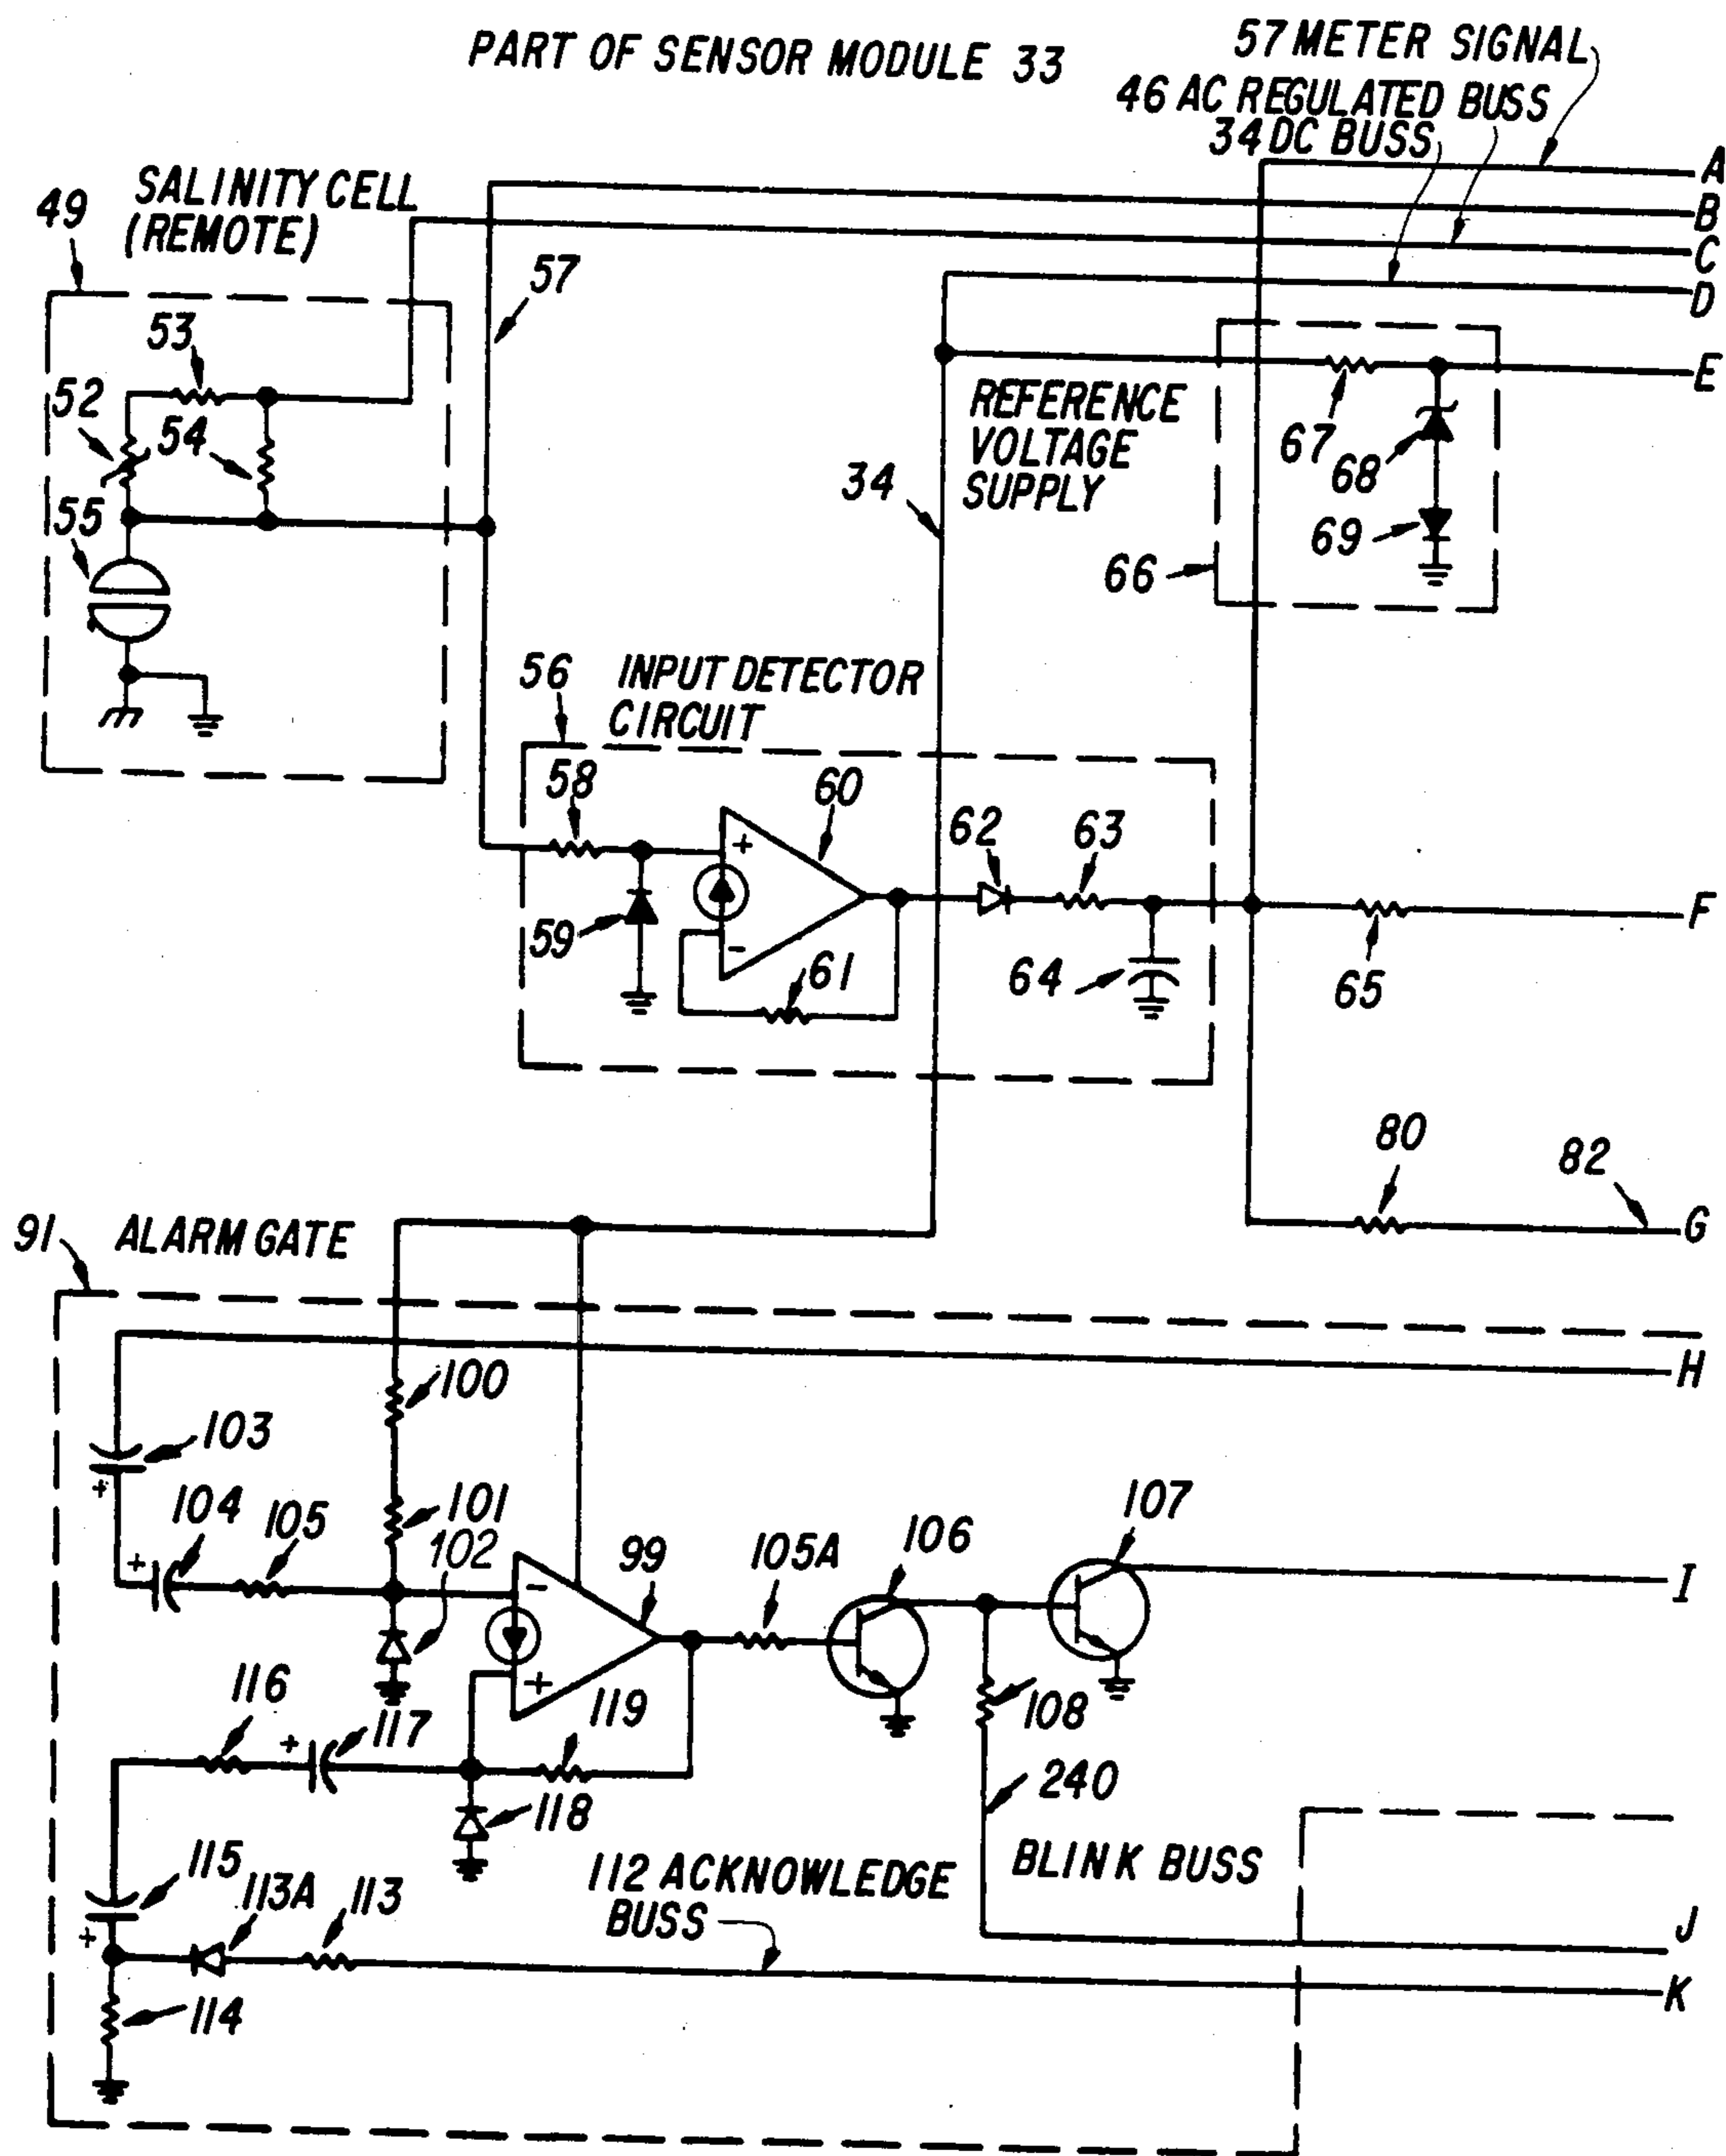 PART OF SENSOR MODULE 33
57 METER SIGNAL
46 AC REGULATED BUSS
34 DC BUSS
A
B
C
D
E
49
SALINITY CELL
(REMOTE)
57
53
52
54
55
REFERENCE
VOLTAGE
SUPPLY
34
67
68
69
66
56
INPUT DETECTOR
CIRCUIT
58
60
62
63
+
-
59
61
64
65
F
80
82
G
91
ALARM GATE
H
100
103
+
101
104
105
+
102
99
105A
106
107
I
-
+
116
117
+
119
118
108
240
115
+
113A
113
112 ACKNOWLEDGE
BUSS
BLINK BUSS
J
K
114